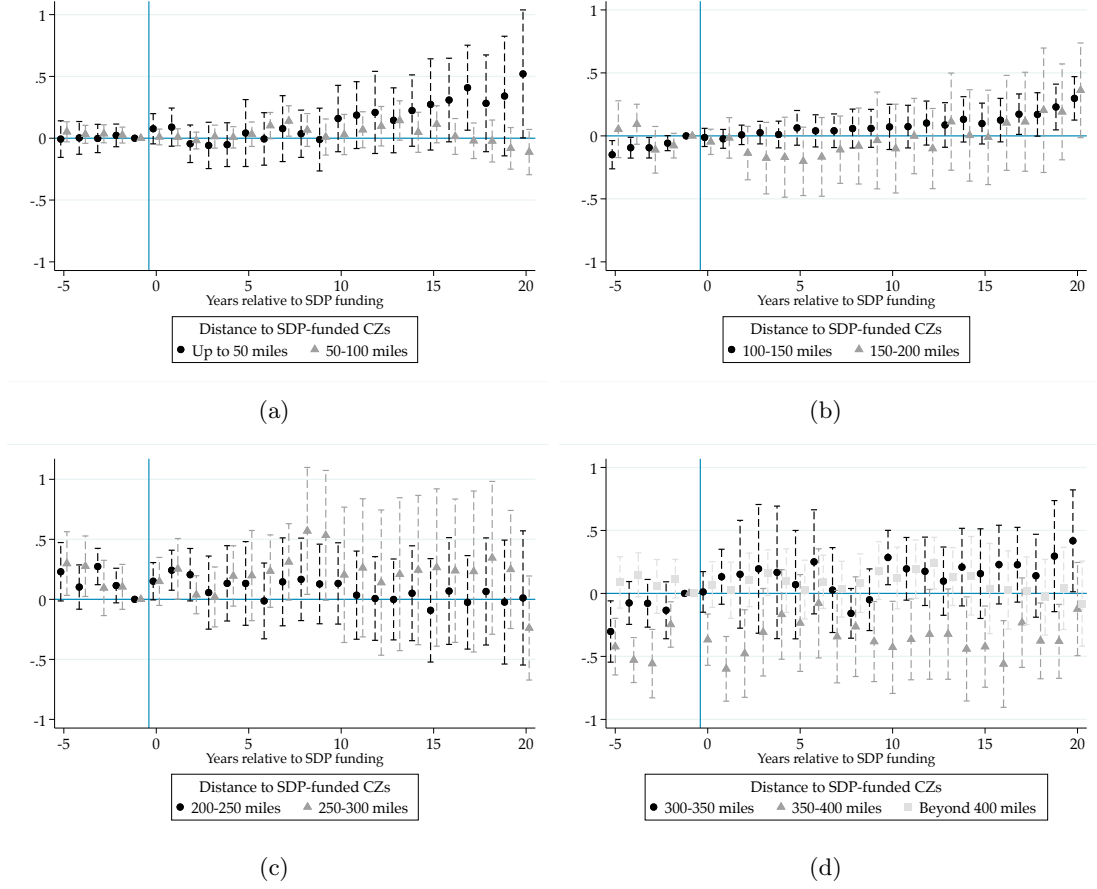 1
.5
0
-.5
-1
-5 0 5 10 15 20
Years relative to SDP funding
Distance to SDP-funded CZs
Up to 50 miles 50-100 miles
(a)
1
.5
0
-.5
-1
-5 0 5 10 15 20
Years relative to SDP funding
Distance to SDP-funded CZs
100-150 miles 150-200 miles
(b)
1
.5
0
-.5
-1
-5 0 5 10 15 20
Years relative to SDP funding
Distance to SDP-funded CZs
200-250 miles 250-300 miles
(c)
1
.5
0
-.5
-1
-5 0 5 10 15 20
Years relative to SDP funding
Distance to SDP-funded CZs
300-350 miles 350-400 miles Beyond 400 miles
(d)